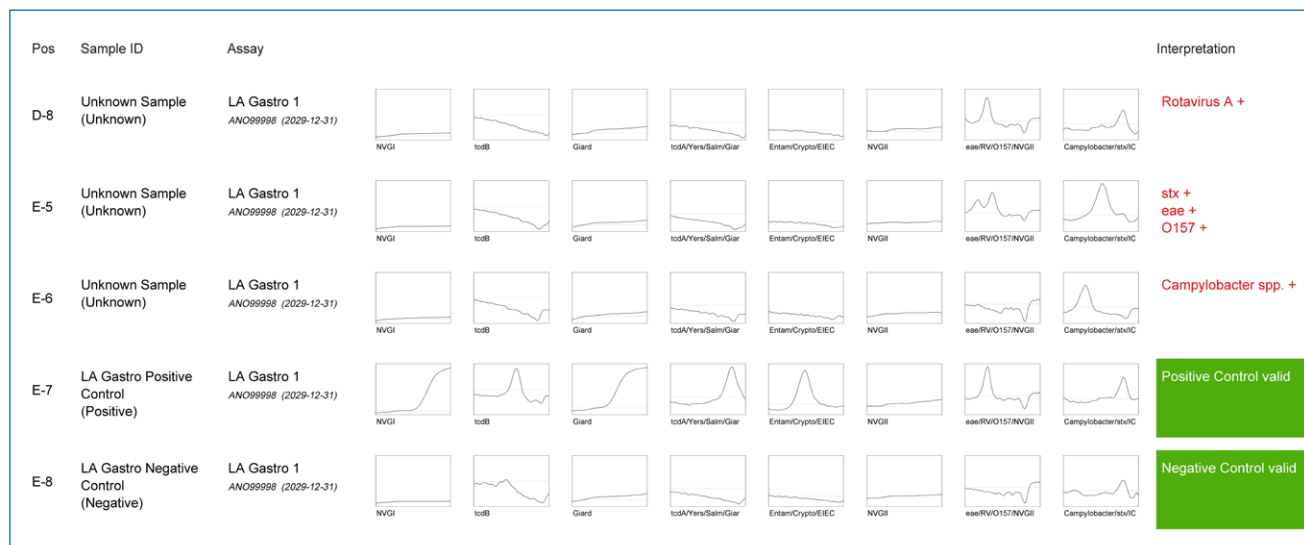 Pos Sample ID Assay Interpretation
D-8 Unknown Sample (Unknown) LA Gastro 1 ANO99998 (2029-12-31) Rotavirus A +
NVGI tcdB Giard tcdA/Yers/Salm/Giar Entam/Crypto/EIEC NVGII eae/RV/O157/NVGII Campylobacter/stx/IC
E-5 Unknown Sample (Unknown) LA Gastro 1 ANO99998 (2029-12-31) stx +
eae +
O157 +
NVGI tcdB Giard tcdA/Yers/Salm/Giar Entam/Crypto/EIEC NVGII eae/RV/O157/NVGII Campylobacter/stx/IC
E-6 Unknown Sample (Unknown) LA Gastro 1 ANO99998 (2029-12-31) Campylobacter spp. +
NVGI tcdB Giard tcdA/Yers/Salm/Giar Entam/Crypto/EIEC NVGII eae/RV/O157/NVGII Campylobacter/stx/IC
E-7 LA Gastro Positive Control (Positive) LA Gastro 1 ANO99998 (2029-12-31) Positive Control valid
NVGI tcdB Giard tcdA/Yers/Salm/Giar Entam/Crypto/EIEC NVGII eae/RV/O157/NVGII Campylobacter/stx/IC
E-8 LA Gastro Negative Control (Negative) LA Gastro 1 ANO99998 (2029-12-31) Negative Control valid
NVGI tcdB Giard tcdA/Yers/Salm/Giar Entam/Crypto/EIEC NVGII eae/RV/O157/NVGII Campylobacter/stx/IC